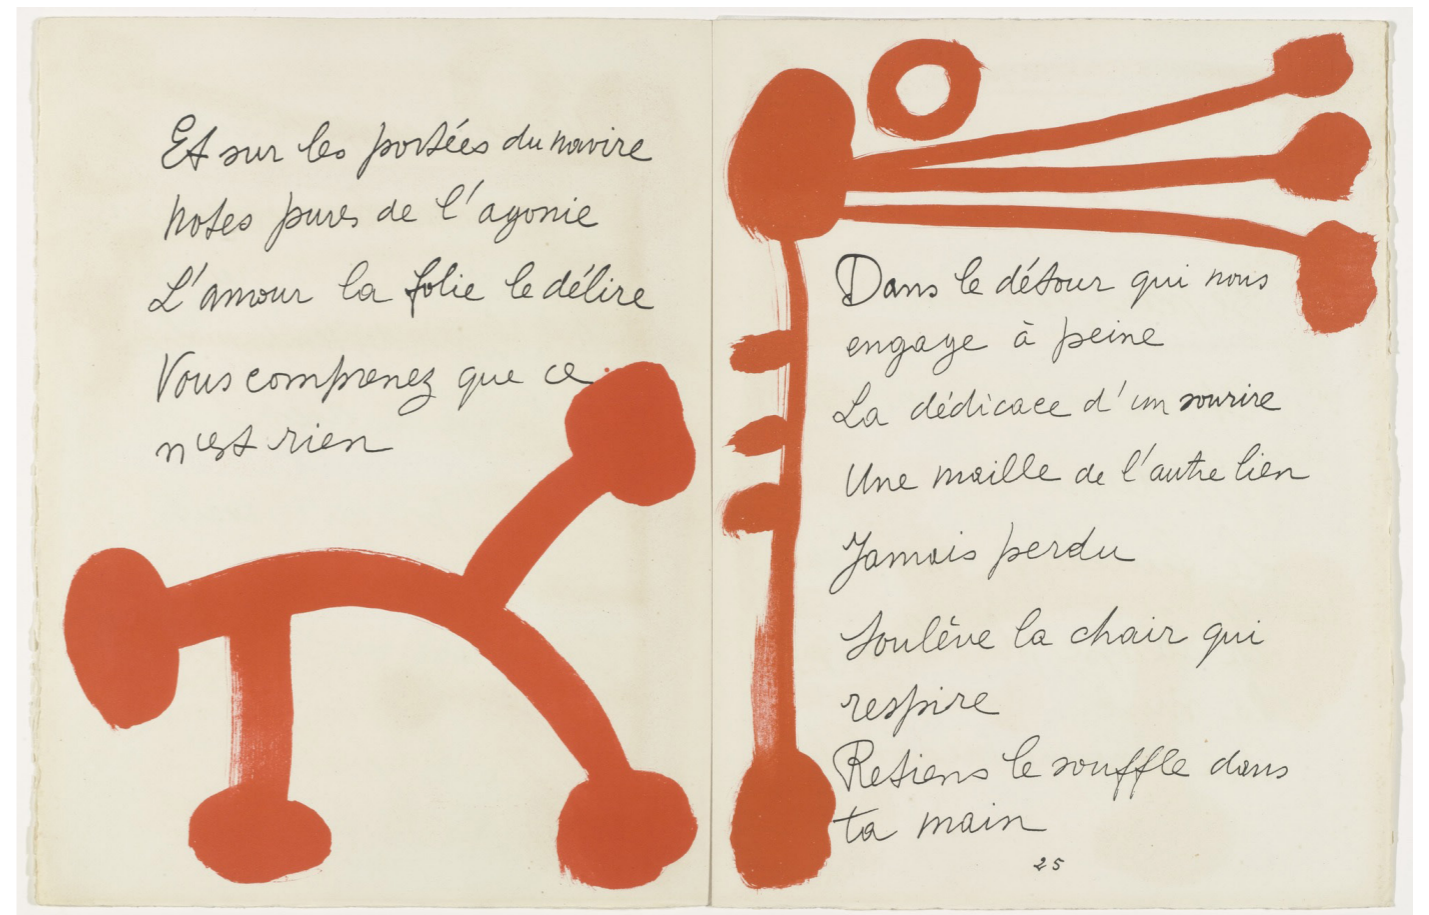 Et sur les portées du navire
Notes pures de l'agonie
L'amour la folie le délire
Vous comprenez que ce
n'est rien
Dans le détour qui nous
engage à peine
La dédicace d'un sourire
Une maille de l'autre lien
Jamais perdu
Soulève la chair qui
respire
Retiens le souffle dans
ta main
25